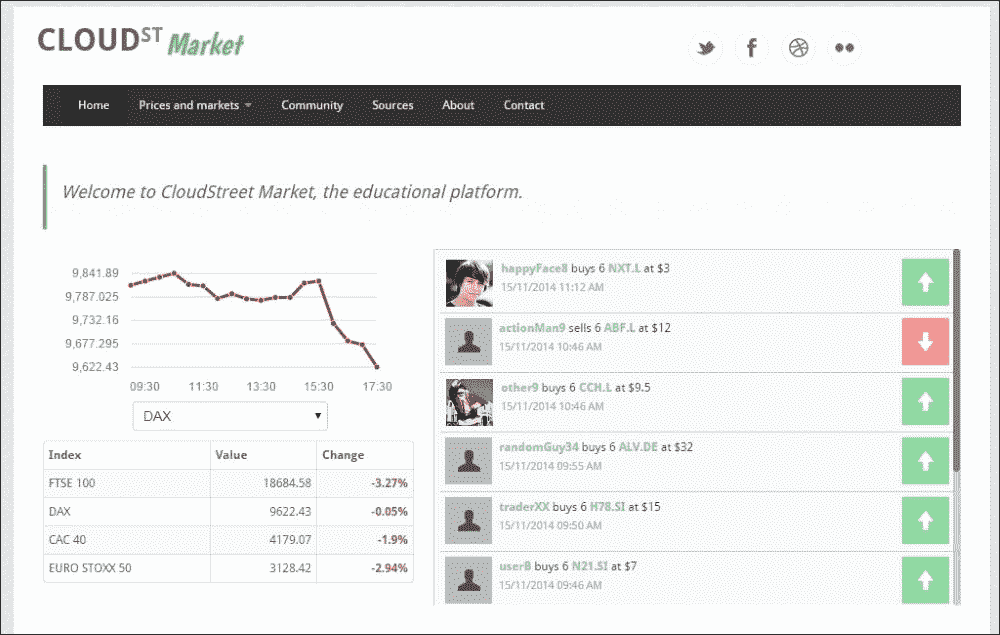 CLOUDST Market
Home Prices and markets Community Sources About Contact
Welcome to CloudStreet Market, the educational platform.
9,841.89
9,787.025
9,732.16
9,677.295
9,622.43
09:30 11:30 13:30 15:30 17:30
DAX
Index Value Change
FTSE 100 18684.58 -3.27%
DAX 9622.43 -0.05%
CAC 40 4179.07 -1.9%
EURO STOXX 50 3128.42 -2.94%
happyFace8 buys 6 NXT.L at $3
15/11/2014 11:12 AM
actionMan9 sells 6 ABF.L at $12
15/11/2014 10:46 AM
other9 buys 6 CCH.L at $9.5
15/11/2014 10:46 AM
randomGuy34 buys 6 ALV.DE at $32
15/11/2014 09:55 AM
traderXX buys 6 H78.SI at $15
15/11/2014 09:50 AM
userB buys 6 N21.SI at $7
15/11/2014 09:46 AM